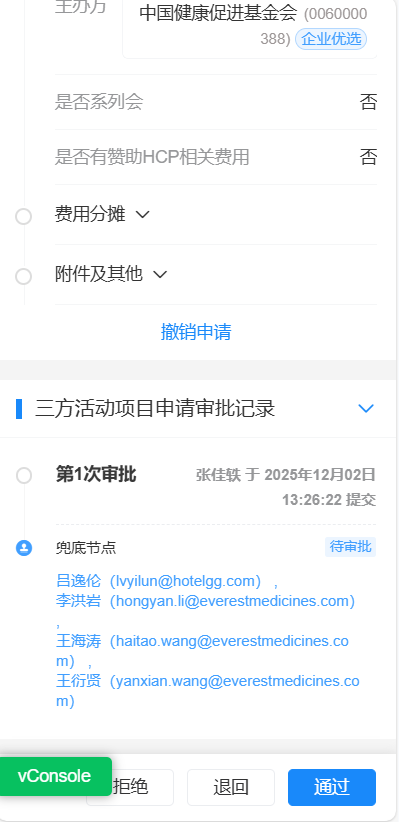 主办方
中国健康促进基金会 (0060000
388) 企业优选
是否系列会 否
是否有赞助HCP相关费用 否
费用分摊
附件及其他
撤销申请
三方活动项目申请审批记录
第1次审批 张佳轶 于 2025年12月02日
13:26:22 提交
兜底节点 待审批
吕逸伦（lvyilun@hotelgg.com），
李洪岩（hongyan.li@everestmedicines.com）
，
王海涛（haitao.wang@everestmedicines.co
m），
王衍贤（yanxian.wang@everestmedicines.co
m）
vConsole 拒绝 退回 通过